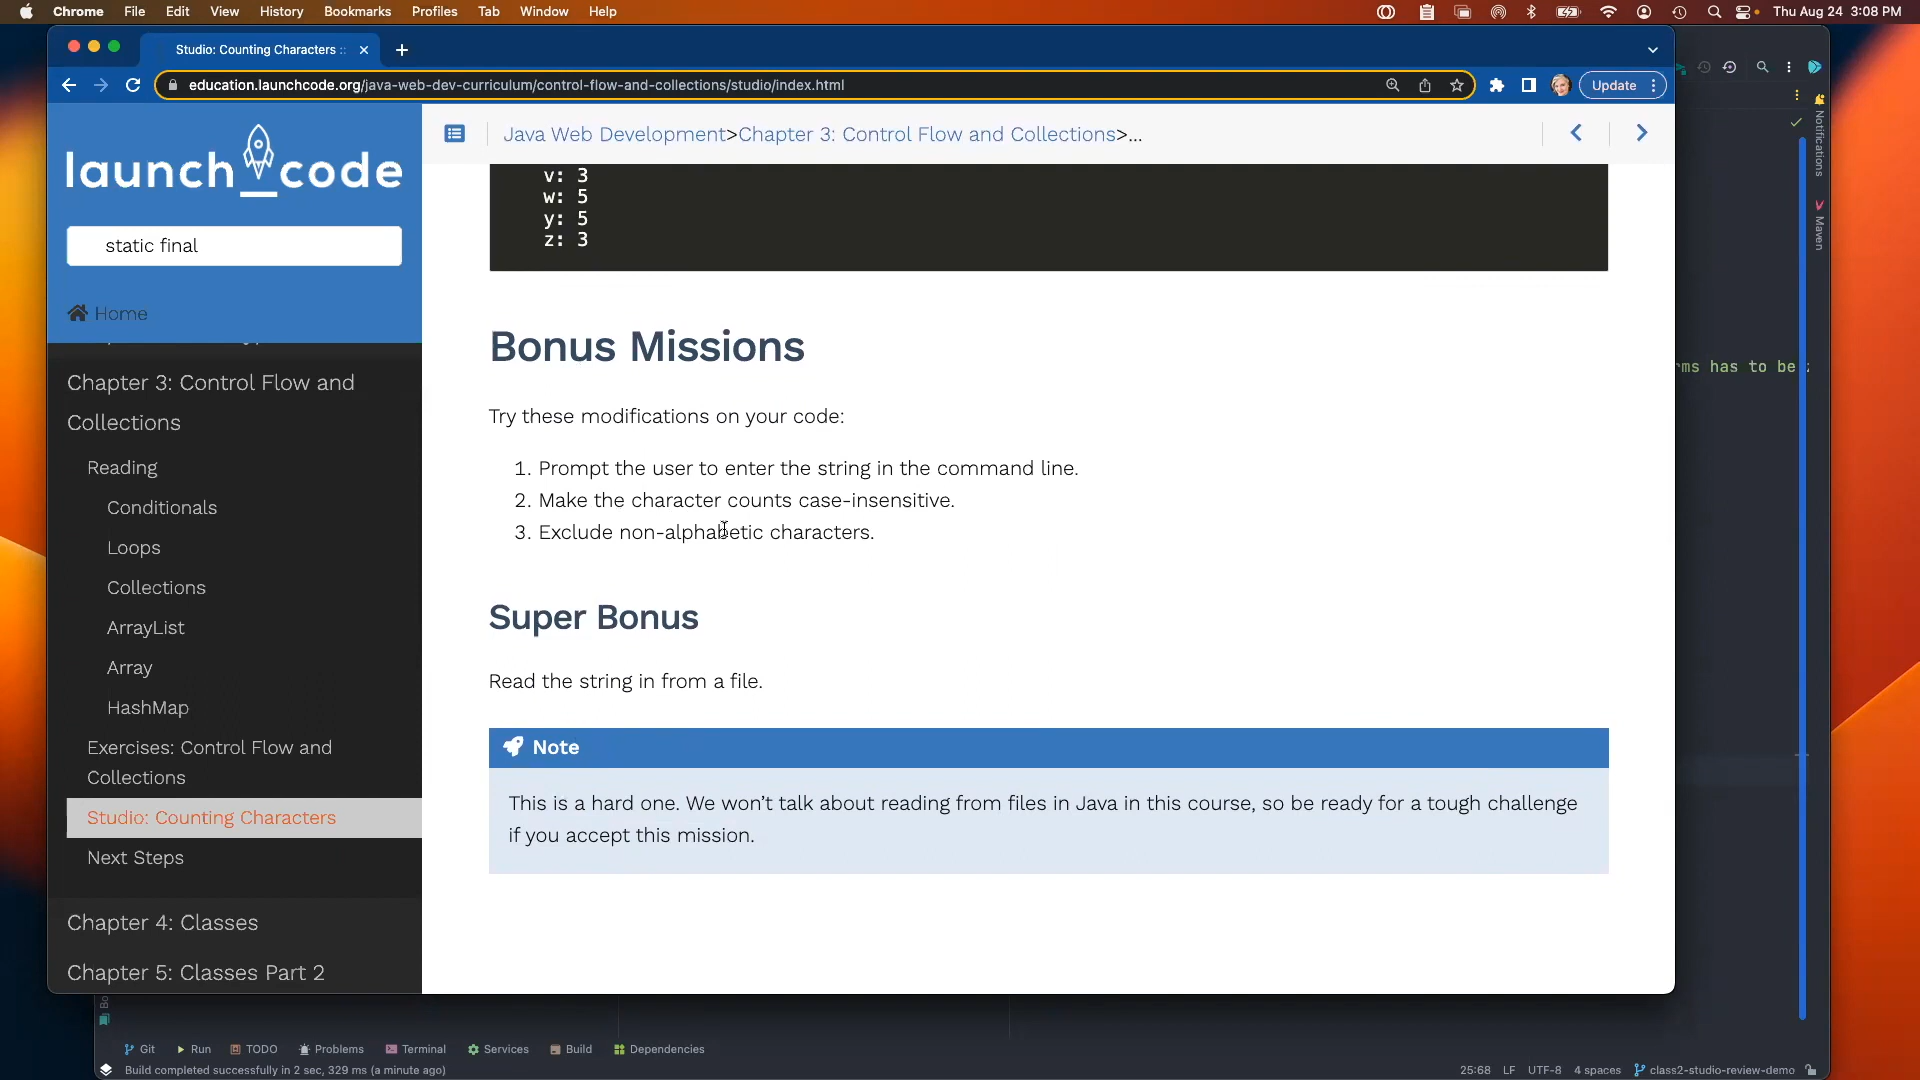 Chrome File Edit View History Bookmarks Profiles Tab Window Help Thu Aug 24 3:08 PM
Studio: Counting Characters ::
education.launchcode.org/java-web-dev-curriculum/control-flow-and-collections/studio/index.html
Update
launch_code
static final
Home
Chapter 3: Control Flow and
Collections
Reading
Conditionals
Loops
Collections
ArrayList
Array
HashMap
Exercises: Control Flow and
Collections
Studio: Counting Characters
Next Steps
Chapter 4: Classes
Chapter 5: Classes Part 2
Java Web Development>Chapter 3: Control Flow and Collections>...
v: 3
w: 5
y: 5
z: 3
Bonus Missions
Try these modifications on your code:
1. Prompt the user to enter the string in the command line.
2. Make the character counts case-insensitive.
3. Exclude non-alphabetic characters.
Super Bonus
Read the string in from a file.
Note
This is a hard one. We won't talk about reading from files in Java in this course, so be ready for a tough challenge
if you accept this mission.
Notifications
Maven
rms has to be
Bo
Git Run TODO Problems Terminal Services Build Dependencies
Build completed successfully in 2 sec, 329 ms (a minute ago)
25:68 LF UTF-8 4 spaces class2-studio-review-demo